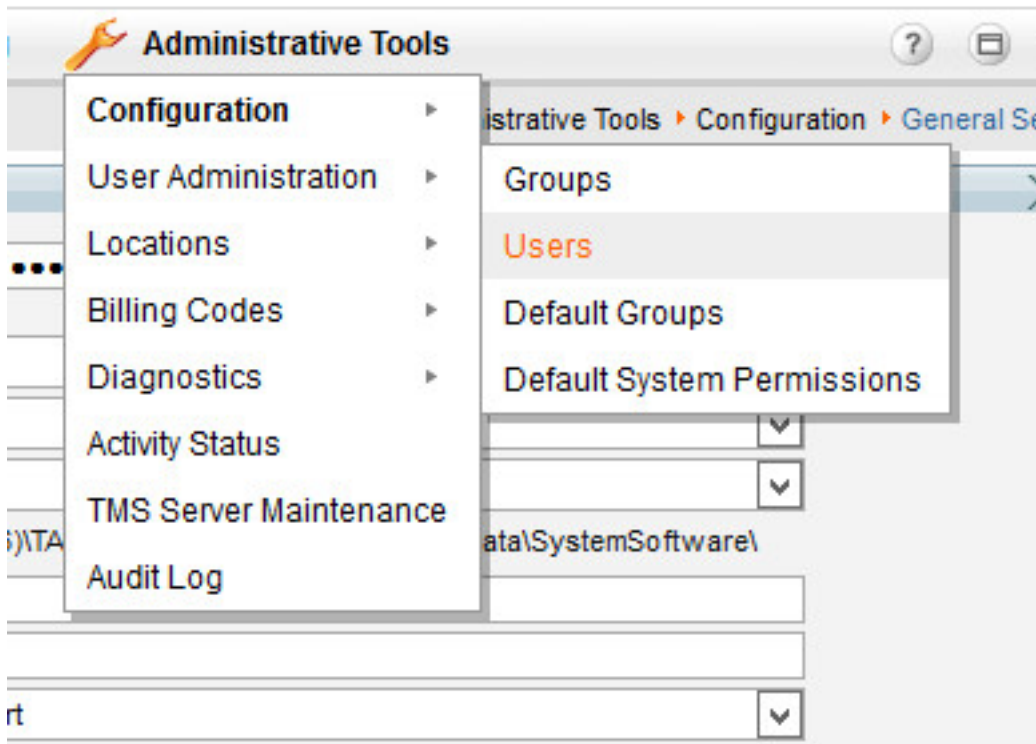 Administrative Tools
?
Configuration
istrative Tools Configuration General Se
User Administration
Groups
Locations
Users
Billing Codes
Default Groups
Diagnostics
Default System Permissions
Activity Status
TMS Server Maintenance
)\TA ata\SystemSoftware\
Audit Log
rt